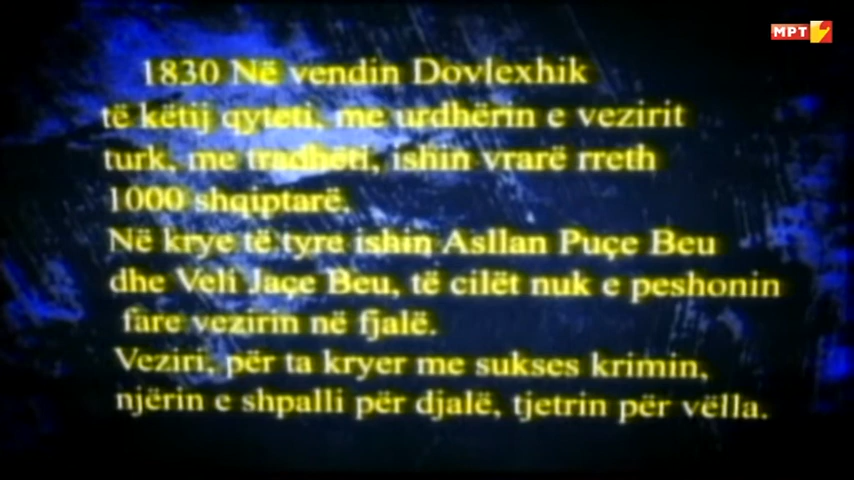 МРТ
1830 Në vendin Dovlexhik
të këtij qyteti, me urdhërin e vezirit
turk, me tradhëti, ishin vrarë rreth
1000 shqiptarë.
Në krye të tyre ishin Asllan Puçe Beu
dhe Veli Jaçe Beu, të cilët nuk e peshonin
fare vezirin në fjalë.
Veziri, për ta kryer me sukses krimin,
njërin e shpalli për djalë, tjetrin për vëlla.